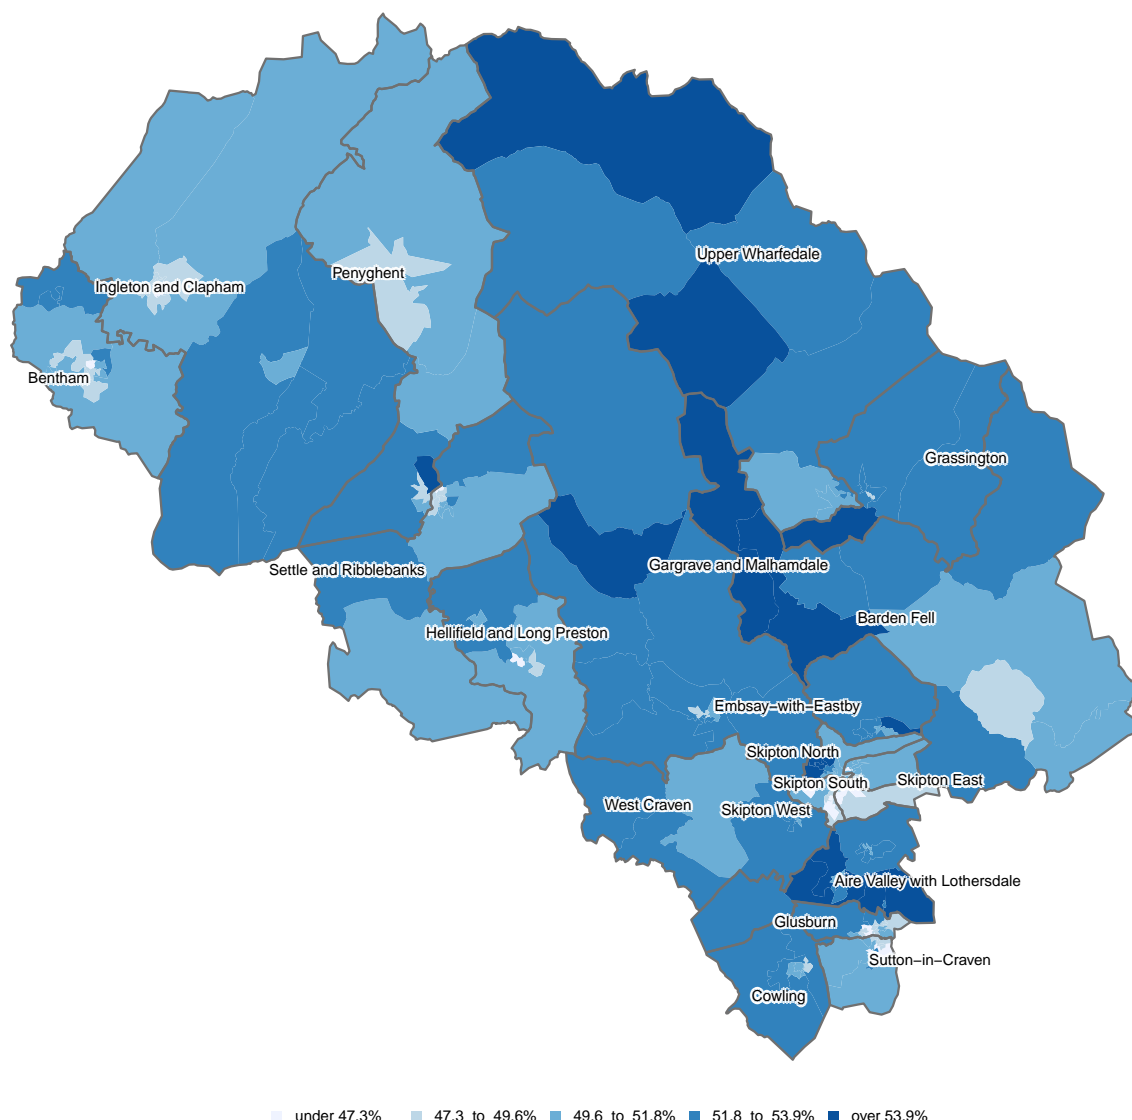 Upper Wharfedale
Penyghent
Ingleton and Clapham
Bentham
Grassington
Gargrave and Malhamdale
Settle and Ribblebanks
Barden Fell
Hellifield and Long Preston
Embsay−with−Eastby
Skipton North
Skipton East
Skipton South
West Craven
Skipton West
Aire Valley with Lothersdale
Glusburn
Sutton−in−Craven
Cowling
under 47.3% 47.3 to 49.6% 49.6 to 51.8% 51.8 to 53.9% over 53.9%